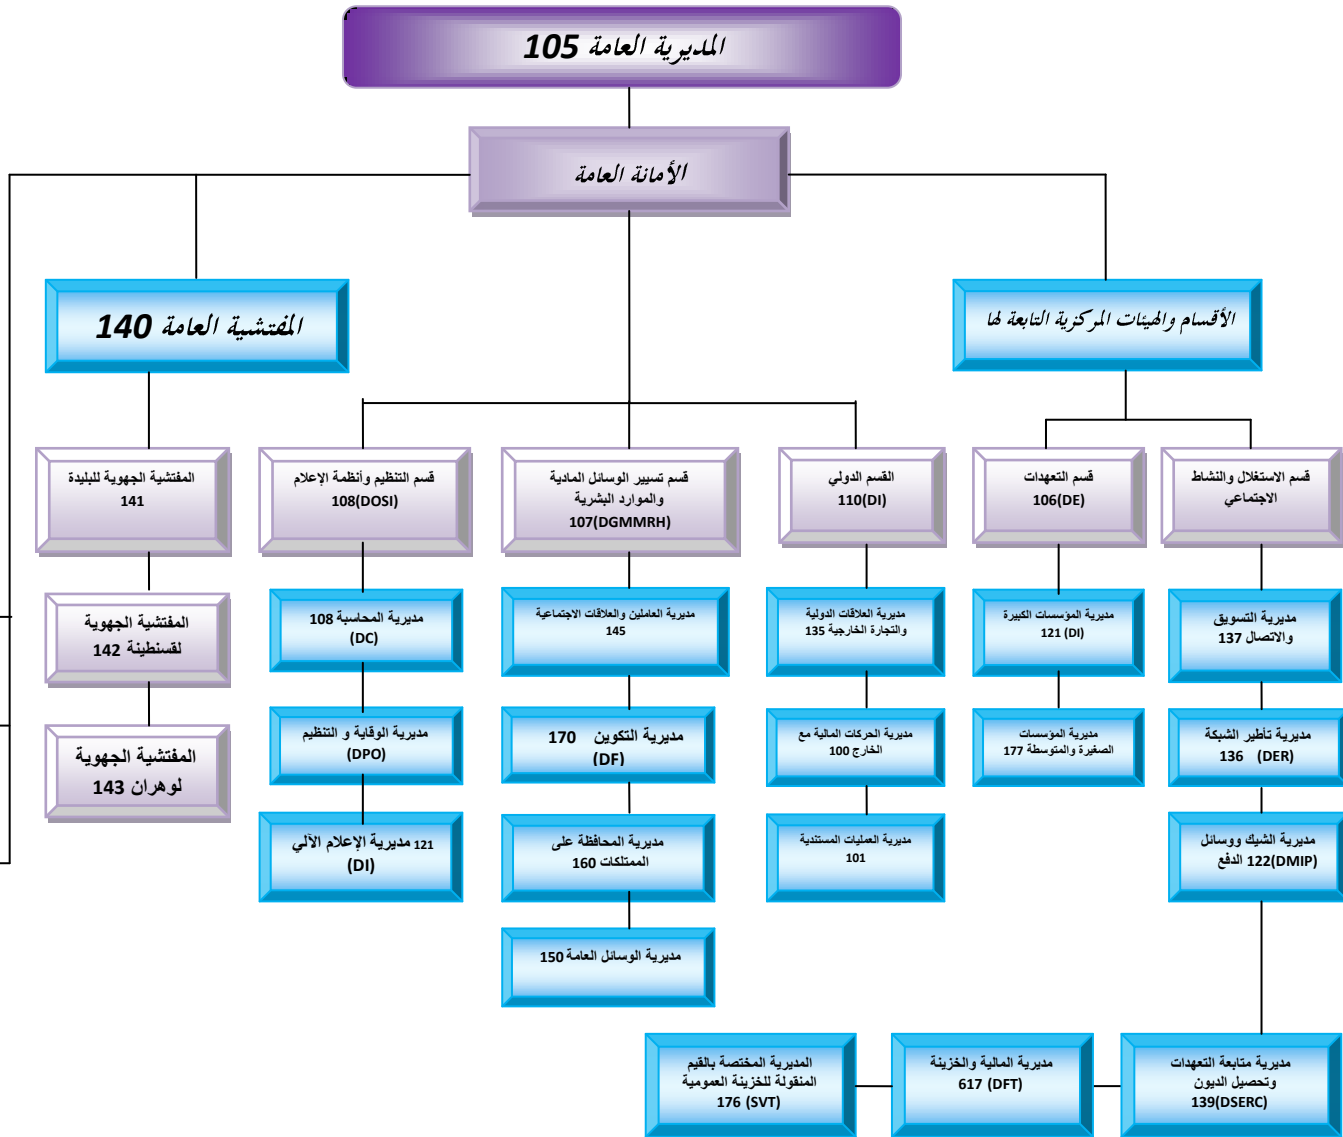 المديرية العامة 105
الأمانة العامة
الأقسام والهيئات المركزية التابعة لها
المفتشية العامة 140
قسم الاستغلال والنشاط
الاجتماعي
قسم التعهدات
106(DE)
القسم الدولي
110(DI)
قسم تسيير الوسائل المادية
والموارد البشرية
107(DGMMRH)
قسم التنظيم وأنظمة الإعلام
108(DOSI)
المفتشية الجهوية للبليدة
141
مديرية التسويق
والاتصال 137
مديرية المؤسسات الكبيرة
121 (DI)
مديرية العلاقات الدولية
والتجارة الخارجية 135
مديرية العاملين والعلاقات الاجتماعية
145
مديرية المحاسبة 108
(DC)
المفتشية الجهوية
لقسنطينة 142
مديرية تأطير الشبكة
136 (DER)
مديرية المؤسسات
الصغيرة والمتوسطة 177
مديرية الحركات المالية مع
الخارج 100
مديرية التكوين 170
(DF)
مديرية الوقاية و التنظيم
(DPO)
المفتشية الجهوية
لوهران 143
مديرية الشيك ووسائل
الدفع 122(DMIP)
مديرية العمليات المستندية
101
مديرية المحافظة على
الممتلكات 160
121 مديرية الإعلام الآلي
(DI)
مديرية الوسائل العامة 150
مديرية متابعة التعهدات
وتحصيل الديون
139(DSERC)
مديرية المالية والخزينة
617 (DFT)
المديرية المختصة بالقيم
المنقولة للخزينة العمومية
176 (SVT)